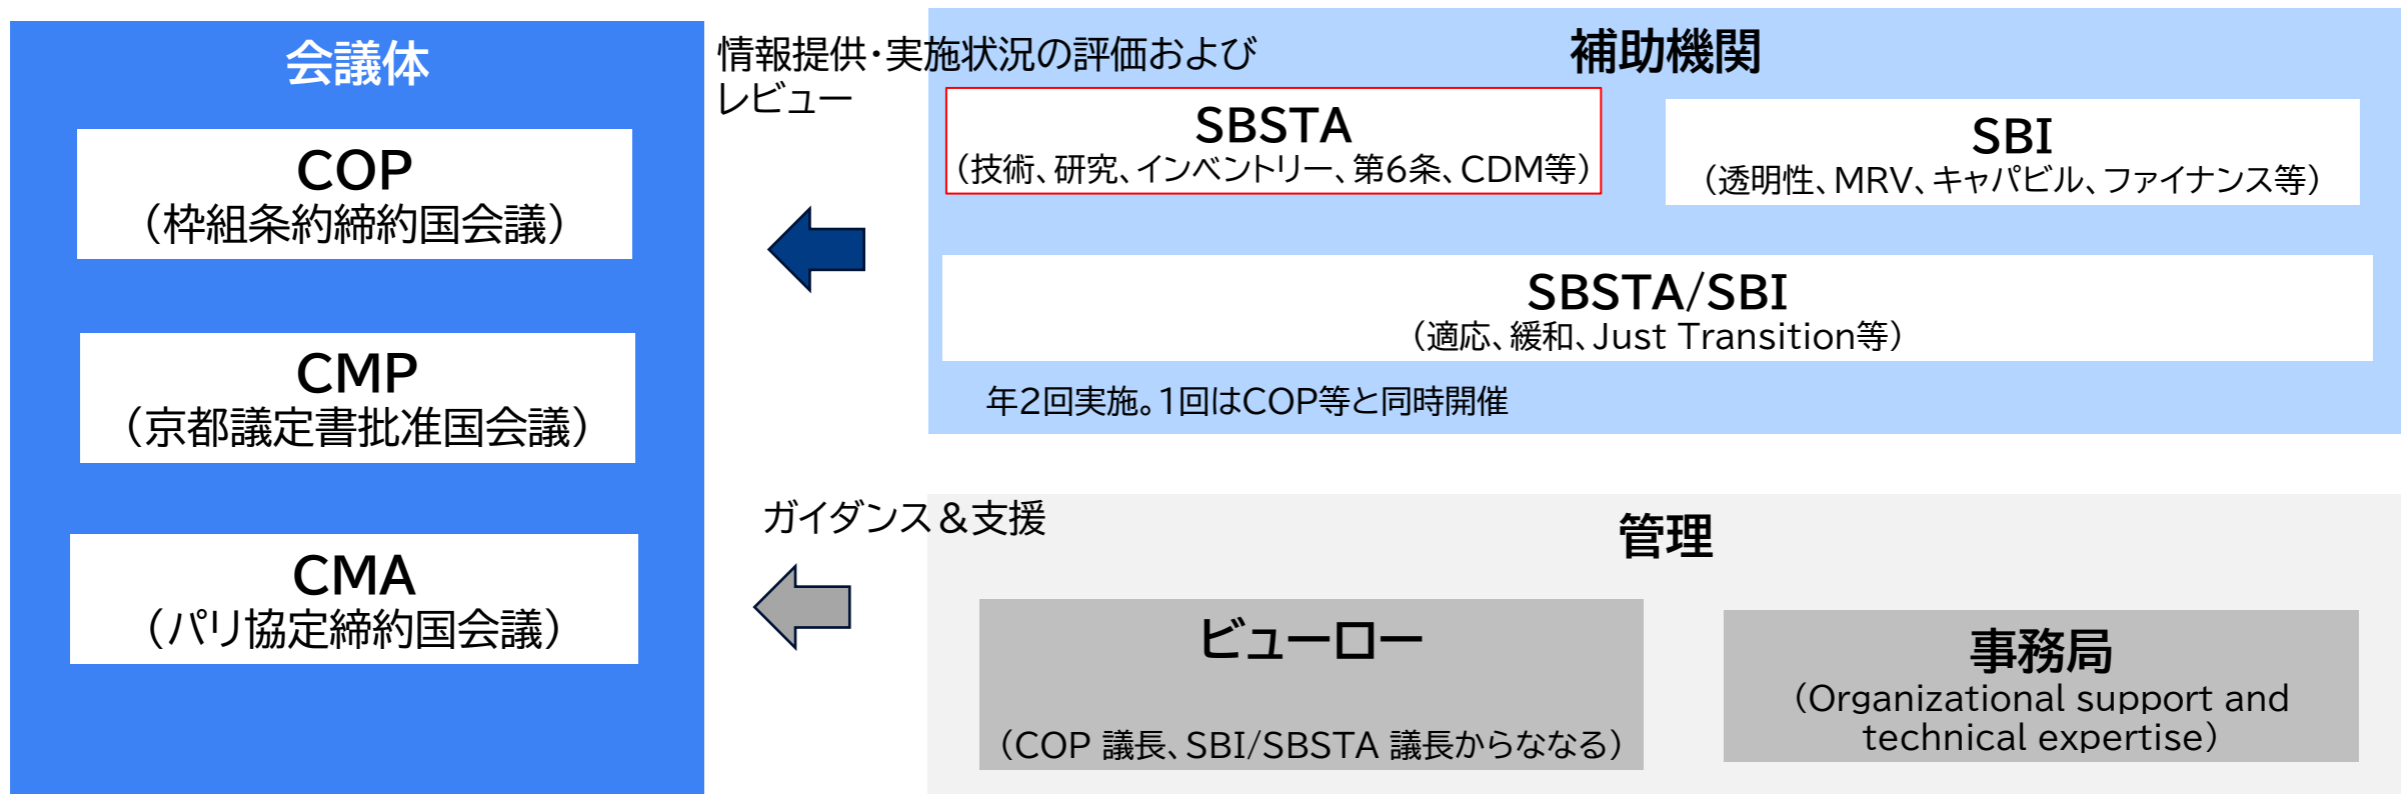 会議体
COP
（枠組条約締約国会議）
CMP
（京都議定書批准国会議）
CMA
（パリ協定締約国会議）
情報提供・実施状況の評価および
レビュー
補助機関
SBSTA
（技術、研究、インベントリー、第6条、CDM等）
SBI
（透明性、MRV、キャパビル、ファイナンス等）
SBSTA/SBI
（適応、緩和、Just Transition等）
年2回実施。1回はCOP等と同時開催
ガイダンス＆支援
管理
ビューロー
（COP 議長、SBI/SBSTA 議長からななる）
事務局
（Organizational support and
technical expertise）